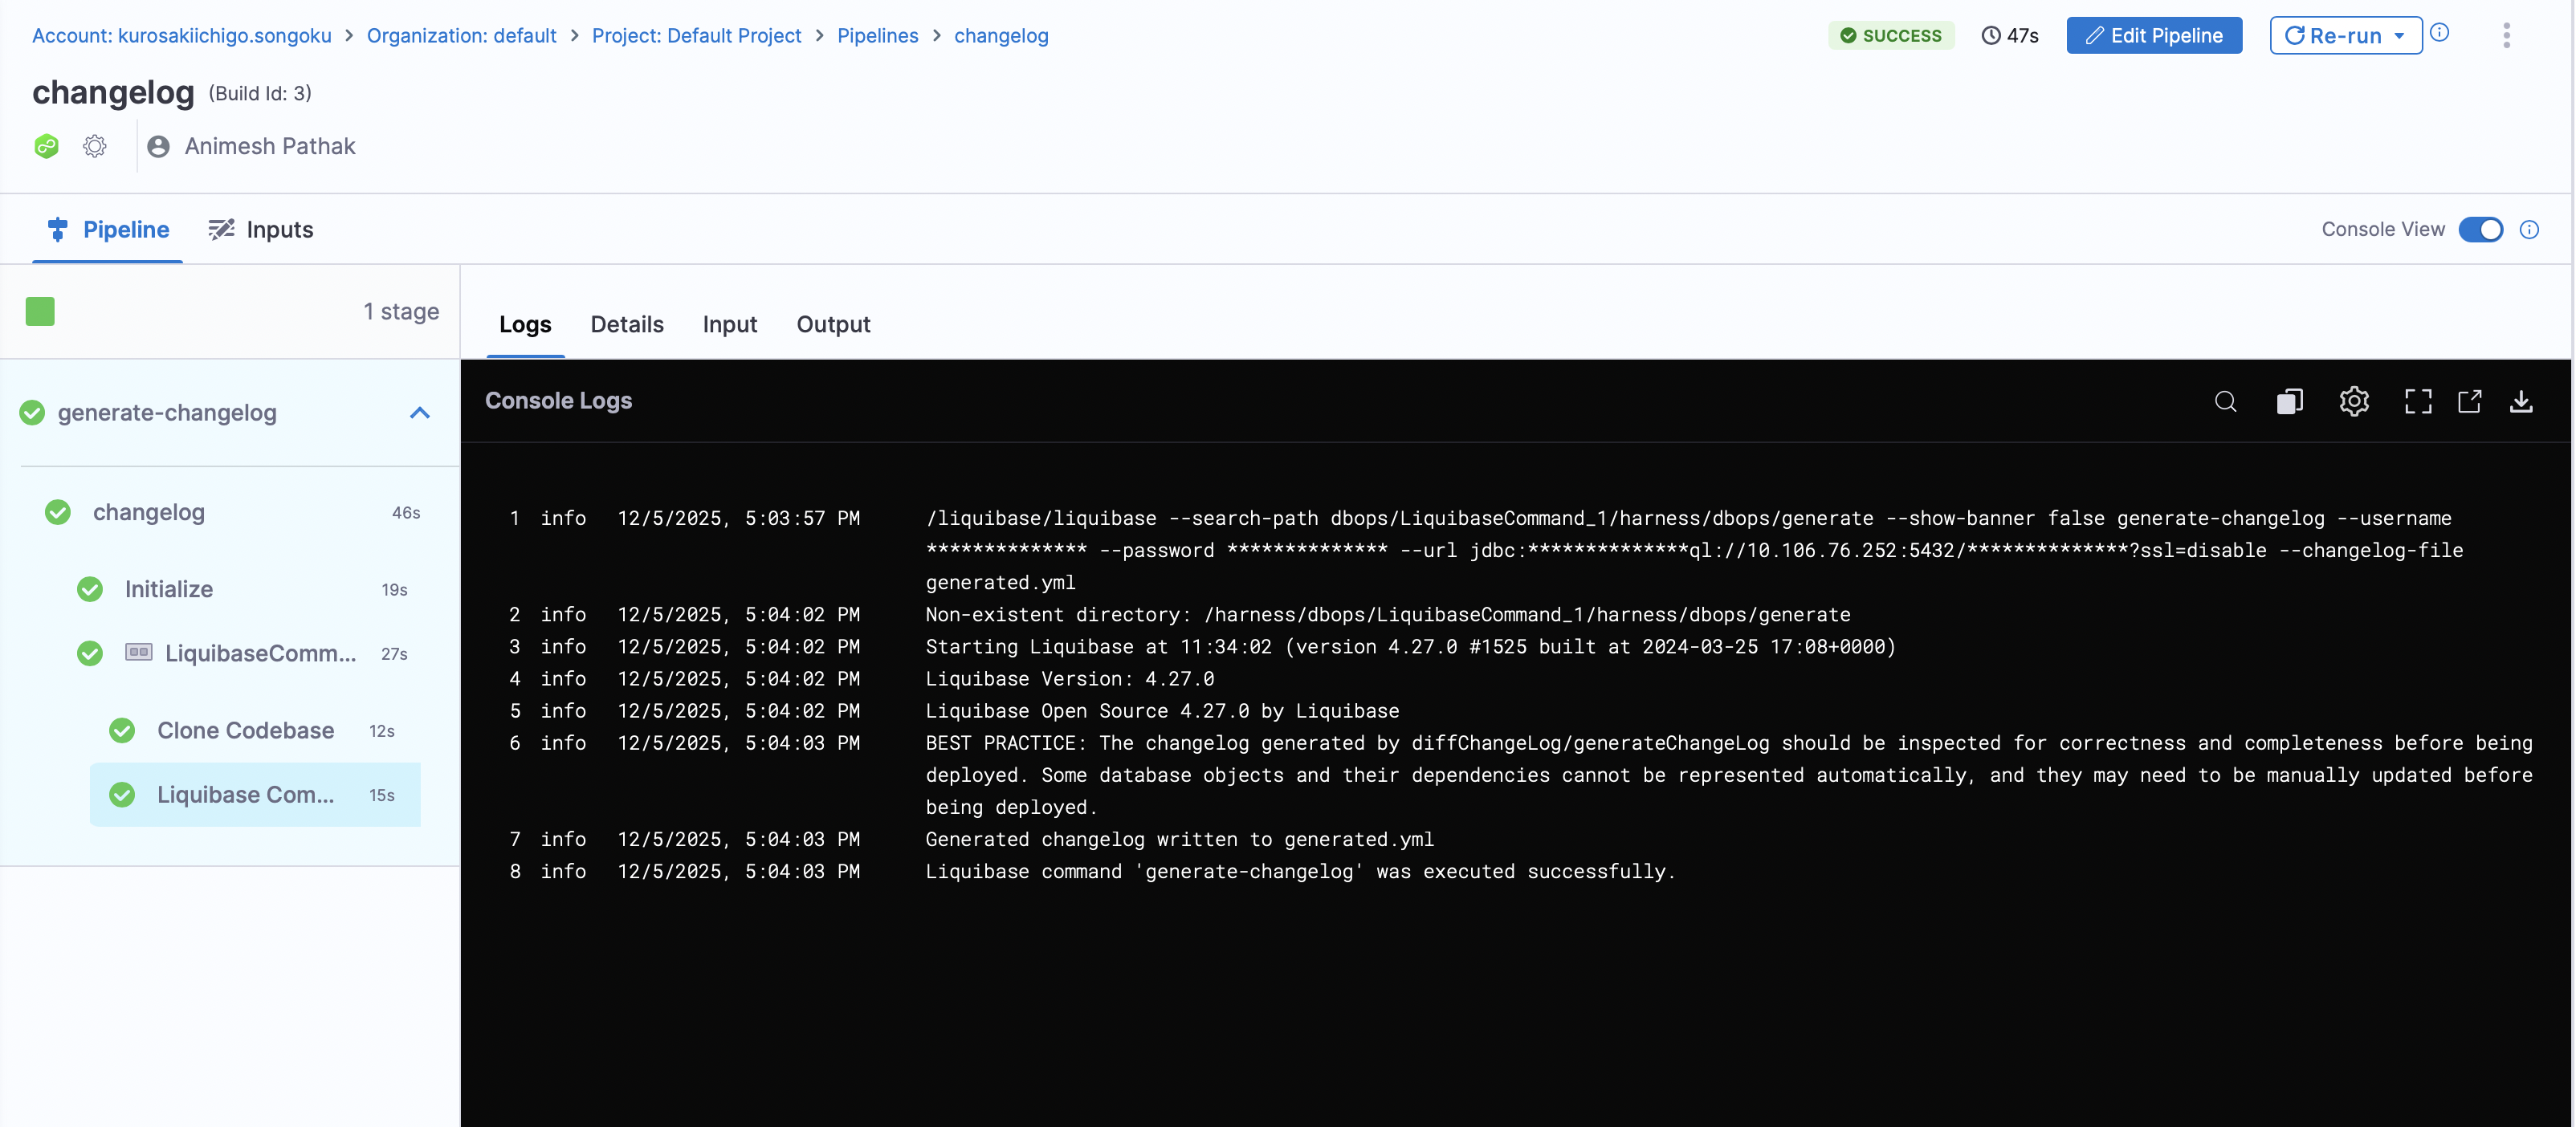 Account: kurosakiichigo.songoku > Organization: default > Project: Default Project > Pipelines > changelog
SUCCESS 47s Edit Pipeline Re-run
changelog (Build Id: 3)
Animesh Pathak
Pipeline Inputs
Console View
1 stage
Logs Details Input Output
generate-changelog
changelog 46s
Initialize 19s
LiquibaseComm... 27s
Clone Codebase 12s
Liquibase Com... 15s
Console Logs
1 info 12/5/2025, 5:03:57 PM /liquibase/liquibase --search-path dbops/LiquibaseCommand_1/harness/dbops/generate --show-banner false generate-changelog --username
************** --password ************** --url jdbc:**************ql://10.106.76.252:5432/**************?ssl=disable --changelog-file
generated.yml
2 info 12/5/2025, 5:04:02 PM Non-existent directory: /harness/dbops/LiquibaseCommand_1/harness/dbops/generate
3 info 12/5/2025, 5:04:02 PM Starting Liquibase at 11:34:02 (version 4.27.0 #1525 built at 2024-03-25 17:08+0000)
4 info 12/5/2025, 5:04:02 PM Liquibase Version: 4.27.0
5 info 12/5/2025, 5:04:02 PM Liquibase Open Source 4.27.0 by Liquibase
6 info 12/5/2025, 5:04:03 PM BEST PRACTICE: The changelog generated by diffChangeLog/generateChangeLog should be inspected for correctness and completeness before being
deployed. Some database objects and their dependencies cannot be represented automatically, and they may need to be manually updated before
being deployed.
7 info 12/5/2025, 5:04:03 PM Generated changelog written to generated.yml
8 info 12/5/2025, 5:04:03 PM Liquibase command 'generate-changelog' was executed successfully.